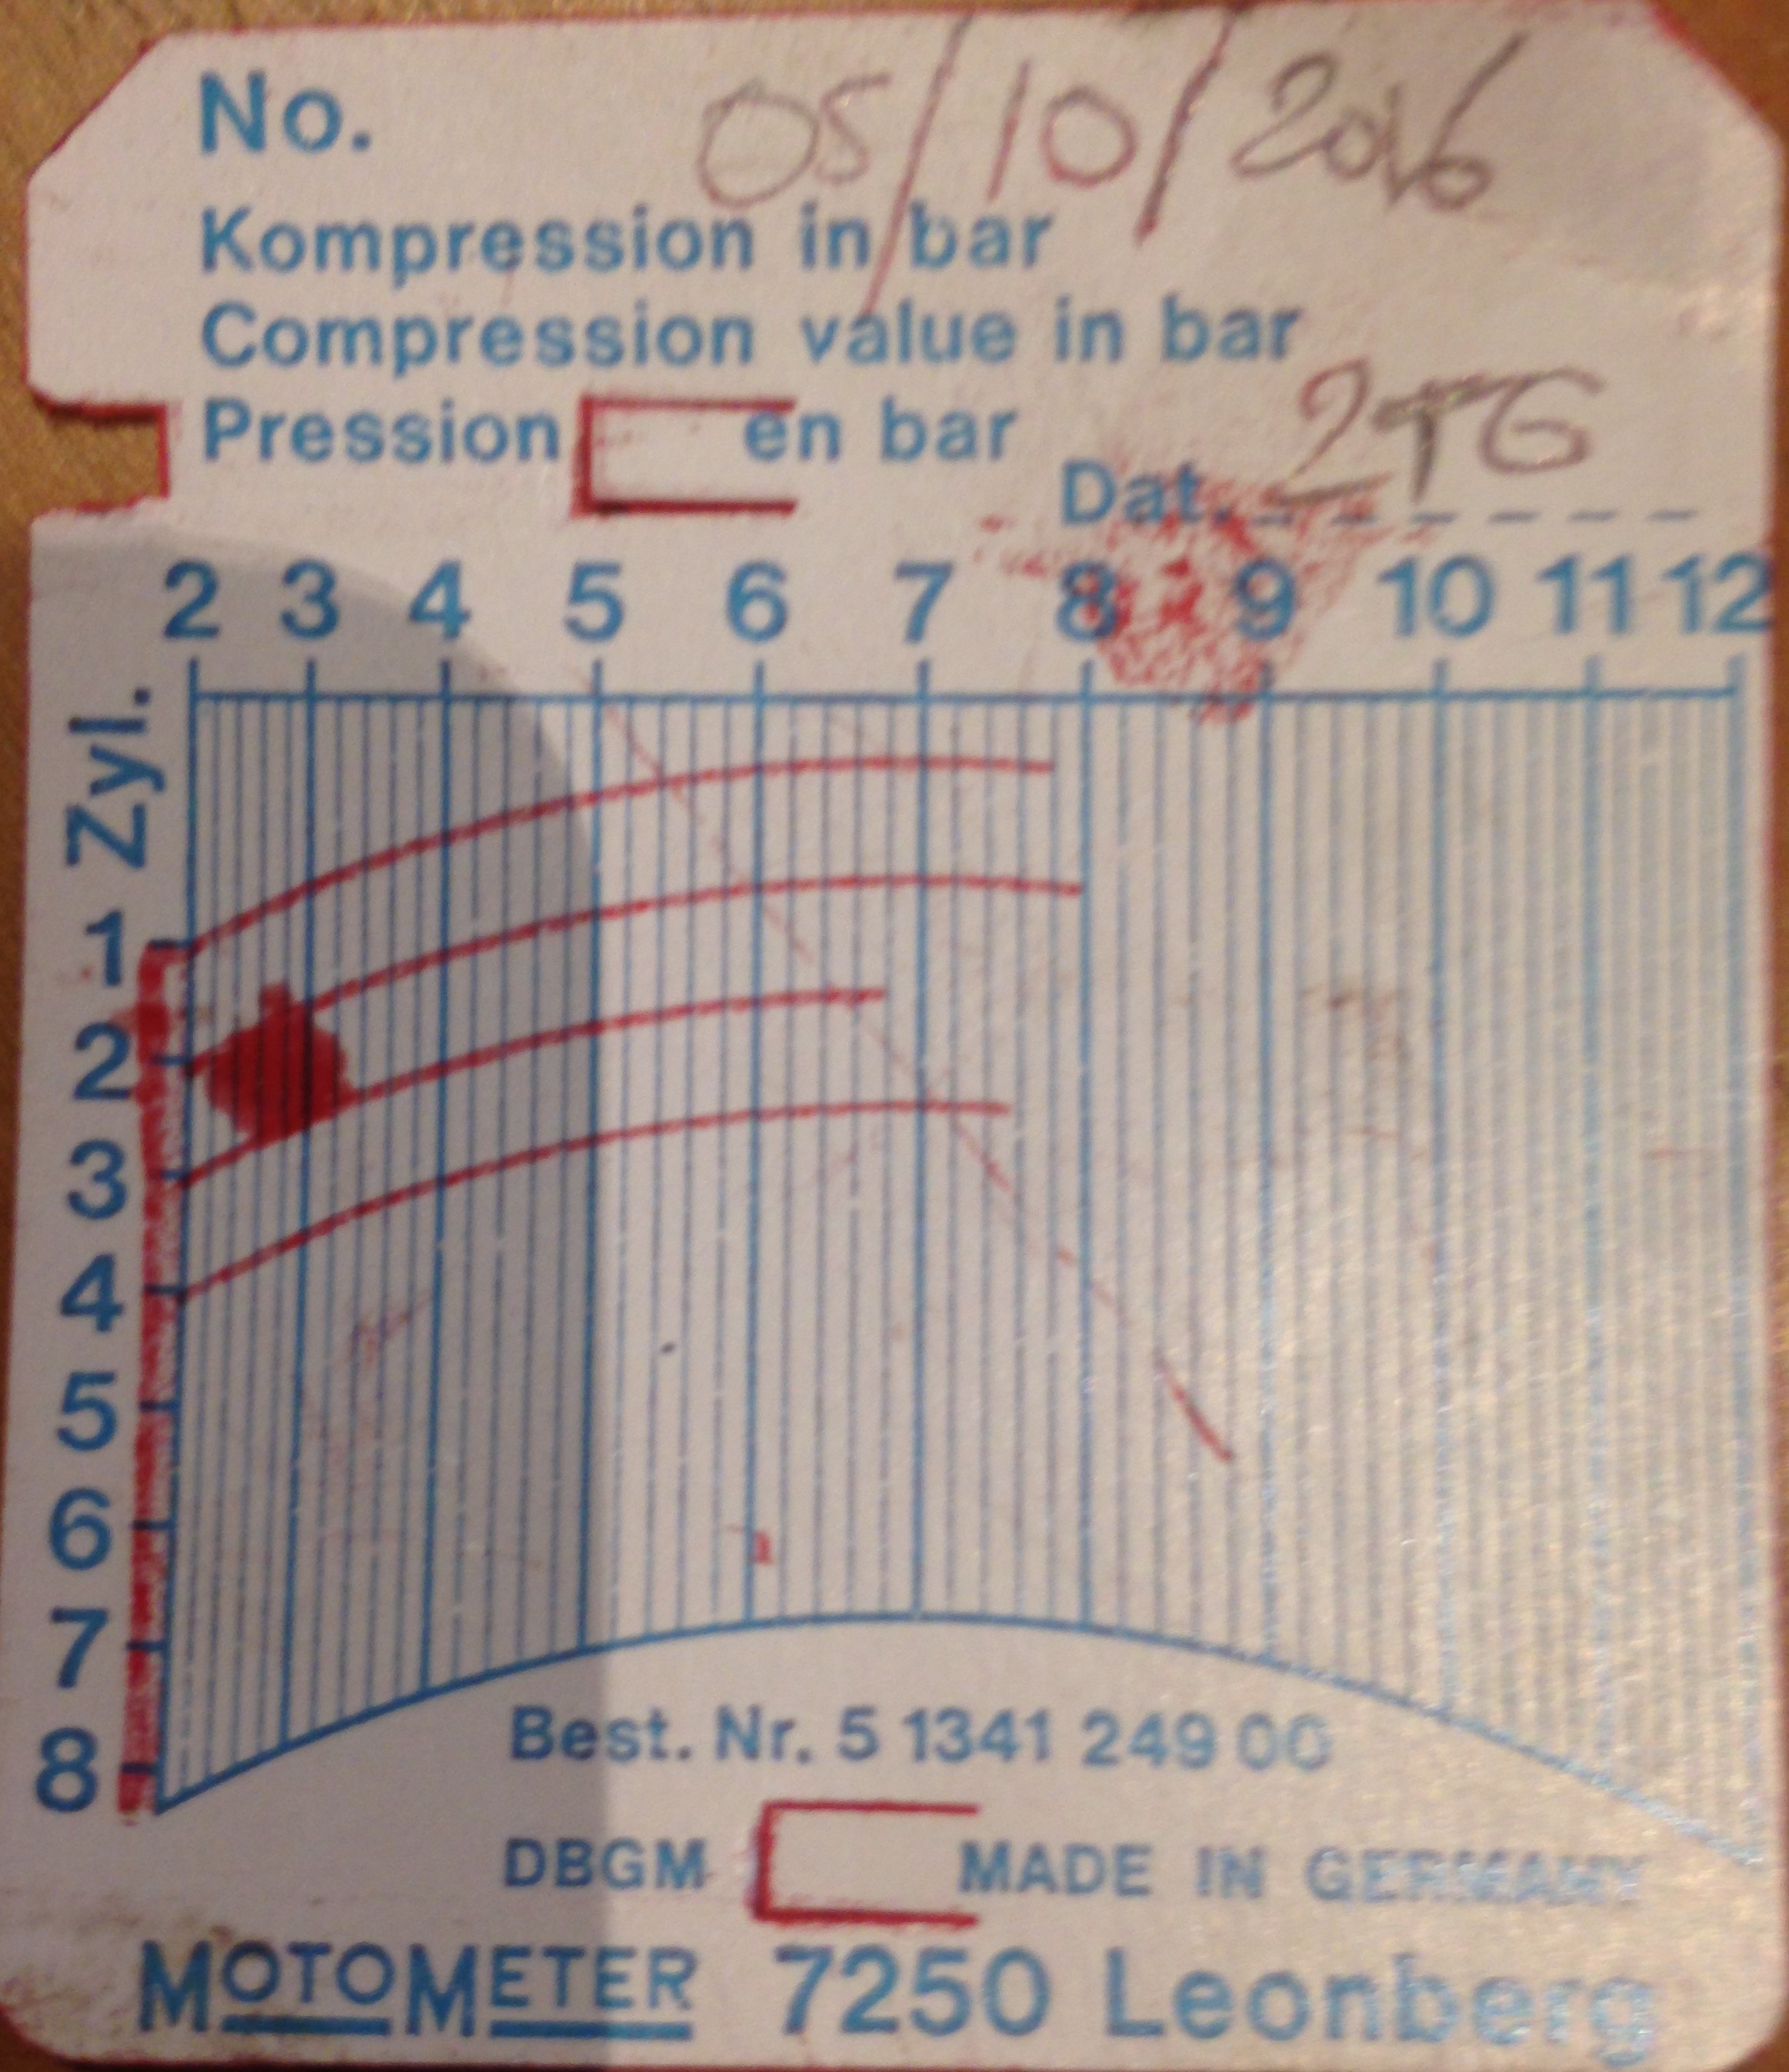 No. 05/10/2016
Kompression in bar
Compression value in bar
Pression en bar
Dat. 2TG
2 3 4 5 6 7 8 9 10 11 12
Zyl.
1
2
3
4
5
6
7
8
Best. Nr. 5 1341 249 00
DBGM MADE IN GERMANY
MOTOMETER 7250 Leonberg